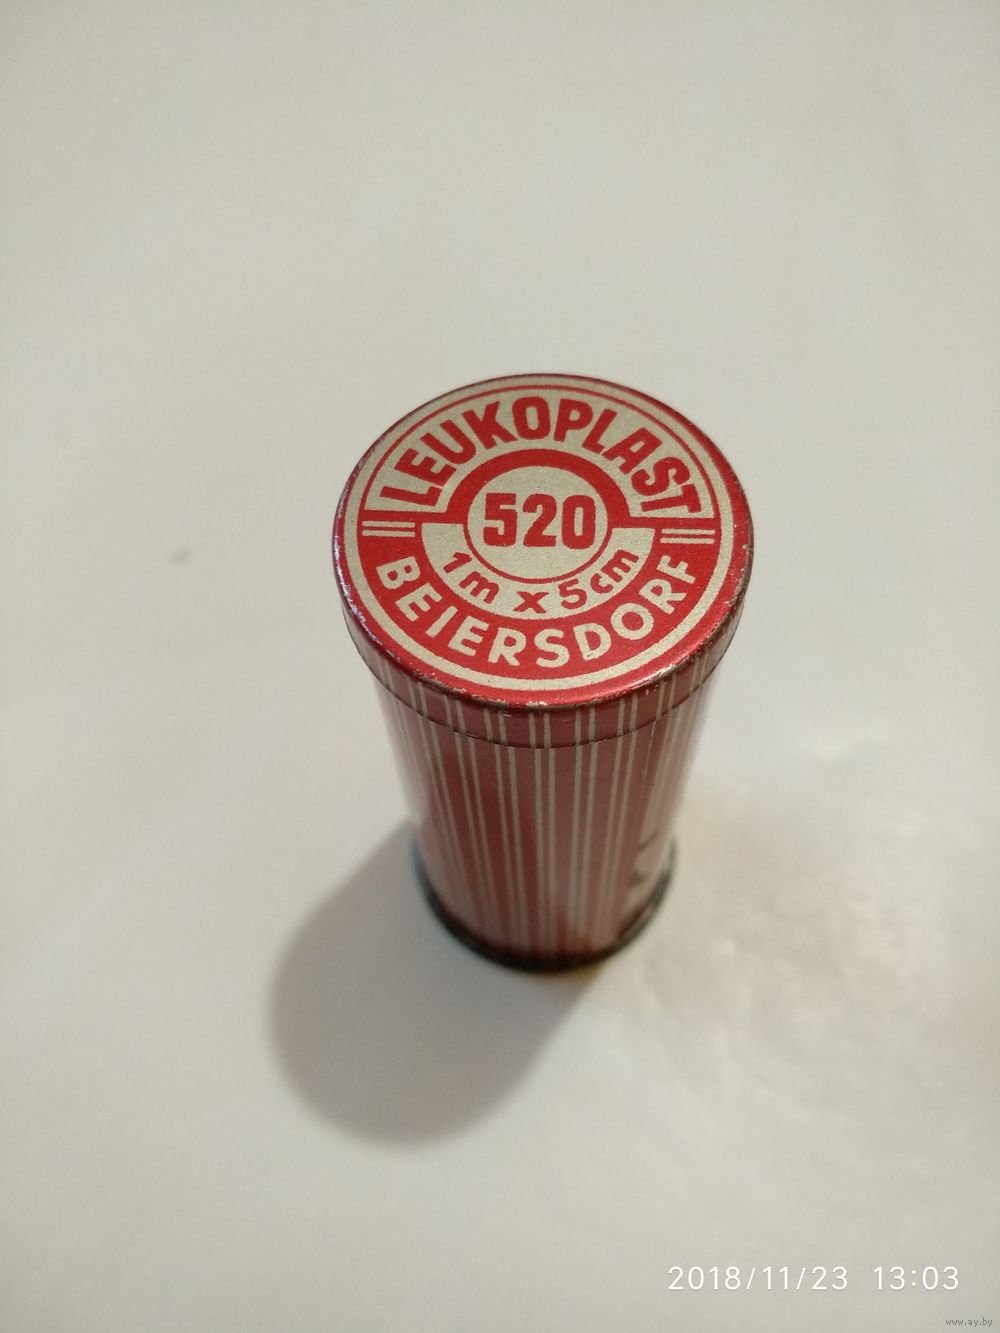 LEUKOPLAST
520
1m x 5cm
BEIERSDORF
2018/11/23 13:03
www.ay.by